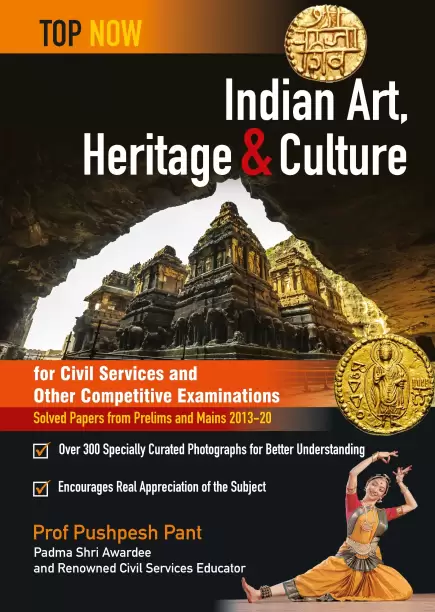 TOP NOW
श्री
राजा
शिव
Indian Art,
Heritage & Culture
for Civil Services and
Other Competitive Examinations
Solved Papers from Prelims and Mains 2013-20
Over 300 Specially Curated Photographs for Better Understanding
Encourages Real Appreciation of the Subject
Prof Pushpesh Pant
Padma Shri Awardee
and Renowned Civil Services Educator